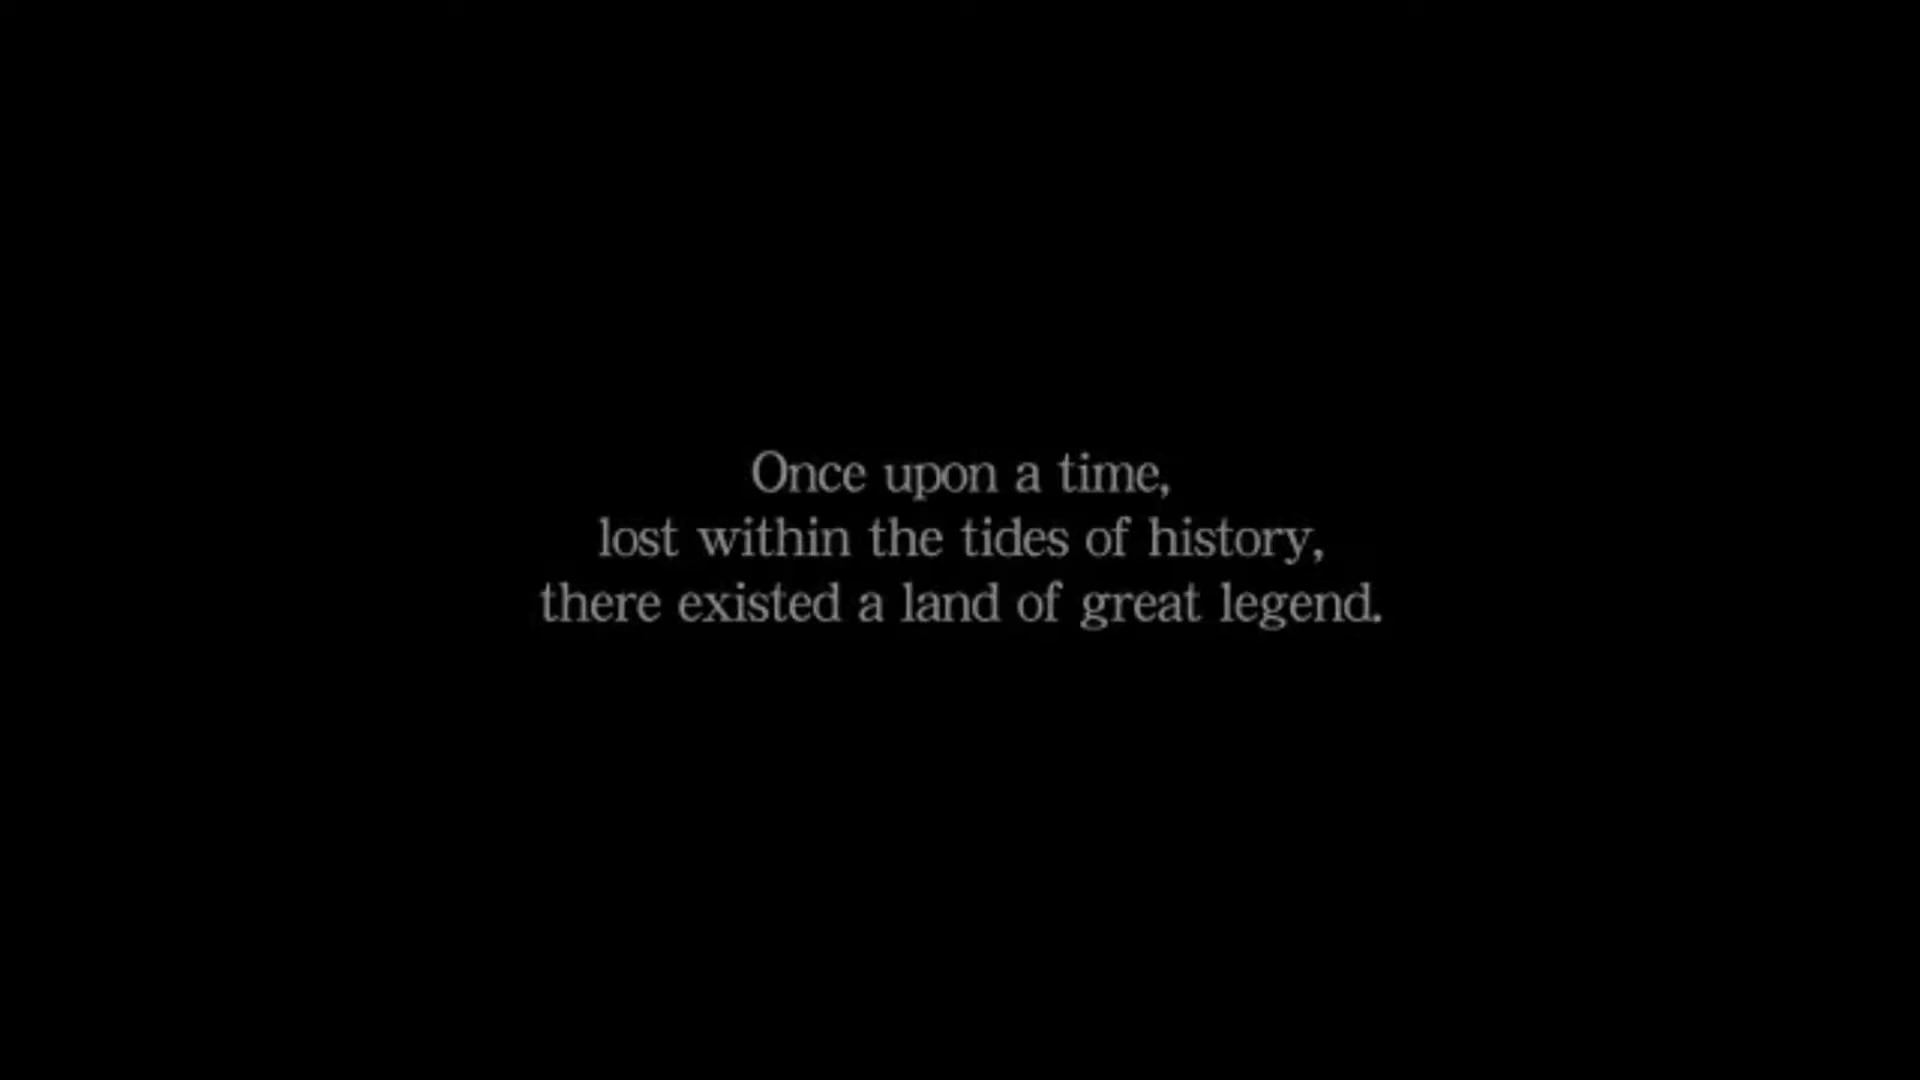 Once upon a time,
lost within the tides of history,
there existed a land of great legend.